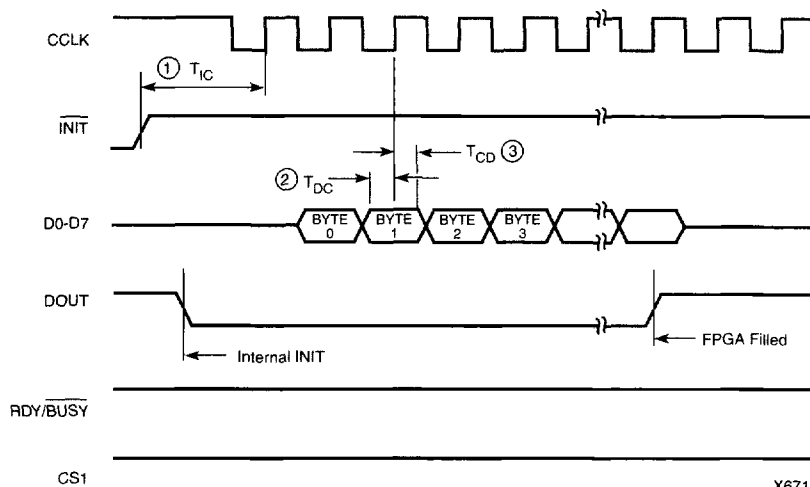 CCLK
① T_IC
INIT
T_CD ③
② T_DC
D0-D7
BYTE 0
BYTE 1
BYTE 2
BYTE 3
DOUT
Internal INIT
FPGA Filled
RDY/BUSY
CS1
X671